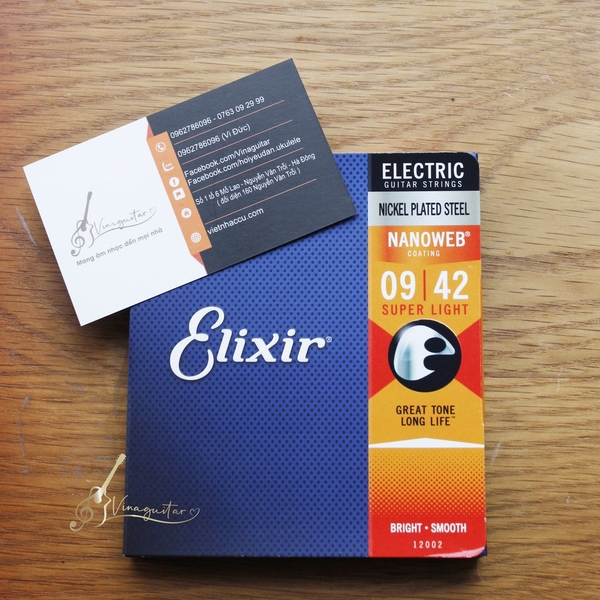 0962786096 - 0763 09 29 99
0962786096 (Vi Đức)
Facebook.com/Vinaguitar
Facebook.com/hoiyeudan.ukulele
Số 1 tổ 6 Mỗ Lao - Nguyễn Văn Trỗi - Hà Đông
( đối diện 160 Nguyễn Văn Trỗi )
vietnhaccu.com
Vinaguitar
Mang âm nhạc đến mọi nhà
ELECTRIC
GUITAR STRINGS
NICKEL PLATED STEEL
NANOWEB®
COATING
09 | 42
SUPER LIGHT
Elixir®
GREAT TONE
LONG LIFE™
BRIGHT • SMOOTH
12002
Vinaguitar